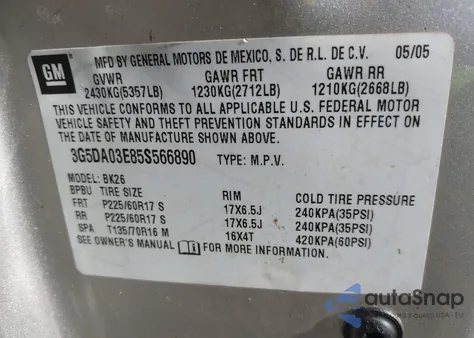 GM
MFD BY GENERAL MOTORS DE MEXICO, S. DE R.L. DE C.V. 05/05
GVWR GAWR FRT GAWR RR
2430KG(5357LB) 1230KG(2712LB) 1210KG(2668LB)
THIS VEHICLE CONFORMS TO ALL APPLICABLE U.S. FEDERAL MOTOR
VEHICLE SAFETY AND THEFT PREVENTION STANDARDS IN EFFECT ON
THE DATE OF MANUFACTURE SHOWN ABOVE.
3G5DA03E85S566890 TYPE: M.P.V.
MODEL: BK26
BPBU TIRE SIZE RIM COLD TIRE PRESSURE
FRT P225/60R17 S 17X6.5J 240KPA(35PSI)
RR P225/60R17 S 17X6.5J 240KPA(35PSI)
SPA T135/70R16 M 16X4T 420KPA(60PSI)
SEE OWNER'S MANUAL FOR MORE INFORMATION.
autoSnap